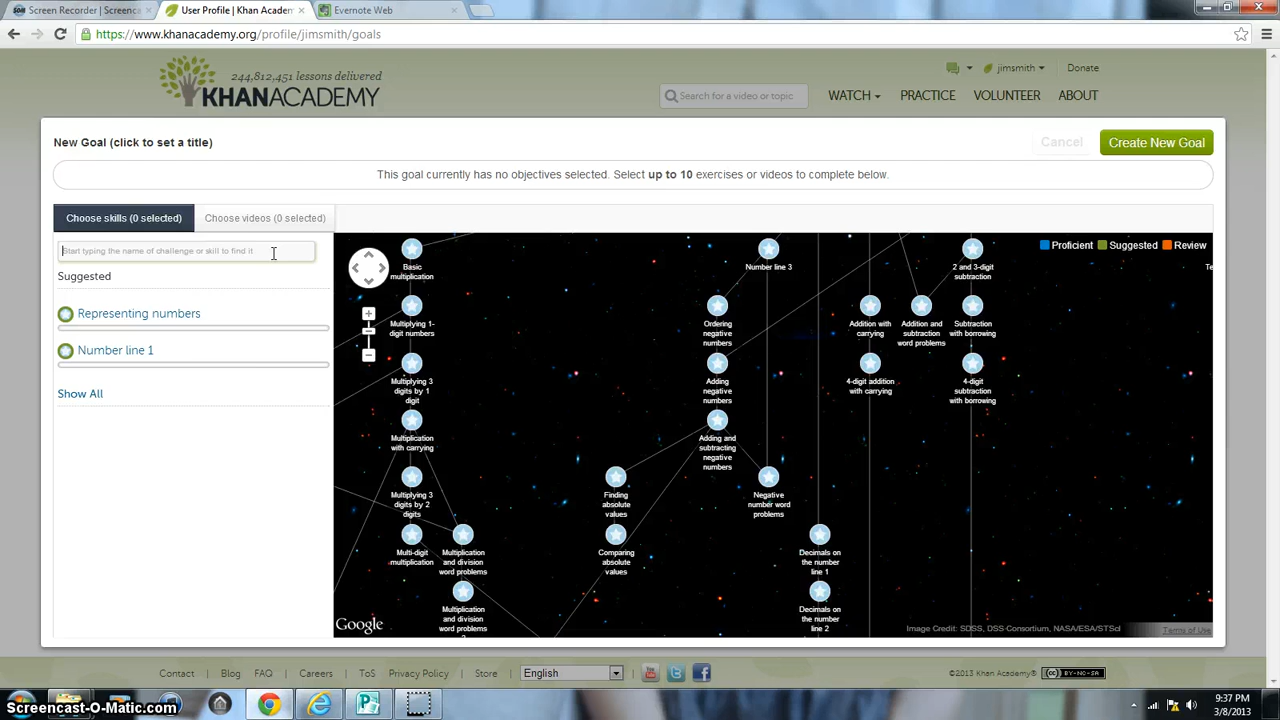 Screen Recorder | Screenca
User Profile | Khan Academ
Evernote Web
https://www.khanacademy.org/profile/jimsmith/goals
244,812,451 lessons delivered
KHANACADEMY
jimsmith
Donate
Search for a video or topic
WATCH
PRACTICE
VOLUNTEER
ABOUT
New Goal (click to set a title)
Cancel
Create New Goal
This goal currently has no objectives selected. Select up to 10 exercises or videos to complete below.
Choose skills (0 selected)
Choose videos (0 selected)
Start typing the name of challenge or skill to find it
Suggested
Representing numbers
Number line 1
Show All
Proficient
Suggested
Review
Basic
multiplication
Number line 3
2 and 3-digit
subtraction
Te
Multiplying 1-
digit numbers
Ordering
negative
numbers
Addition with
carrying
Addition and
subtraction
word problems
Subtraction
with borrowing
Multiplying 3
digits by 1
digit
Adding
negative
numbers
4-digit addition
with carrying
4-digit
subtraction
with borrowing
Multiplication
with carrying
Adding and
subtracting
negative
numbers
Multiplying 3
digits by 2
digits
Finding
absolute
values
Negative
number word
problems
Multi-digit
multiplication
Multiplication
and division
word problems
Comparing
absolute
values
Decimals on
the number
line 1
Multiplication
and division
word problems
Decimals on
the number
line 2
Google
Image Credit: SDSS, DSS-Consortium, NASA/ESA/STScI
Terms of Use
Contact
Blog
FAQ
Careers
ToS
Privacy Policy
Store
English
©2013 Khan Academy®
BY-NC-SA
Screencast-O-Matic.com
9:37 PM
3/8/2013